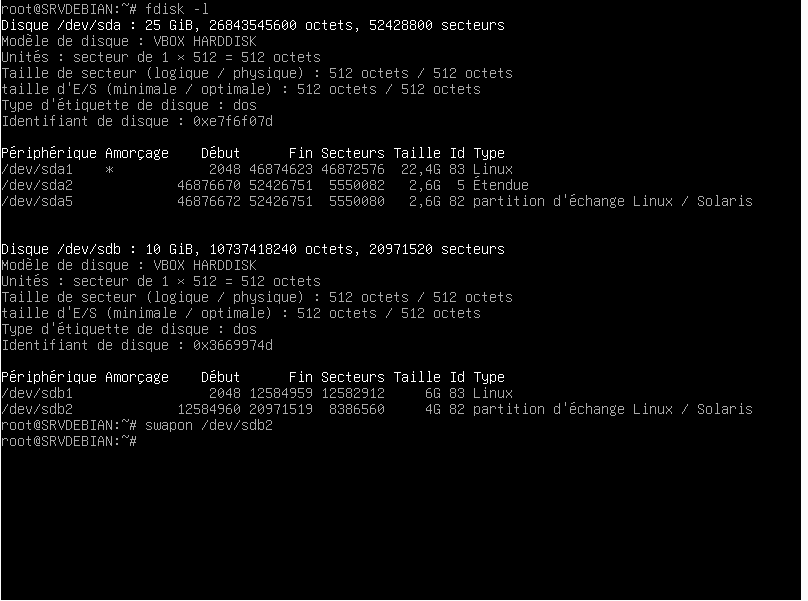 root@SRVDEBIAN:~# fdisk -l
Disque /dev/sda : 25 GiB, 26843545600 octets, 52428800 secteurs
Modèle de disque : VBOX HARDDISK
Unités : secteur de 1 × 512 = 512 octets
Taille de secteur (logique / physique) : 512 octets / 512 octets
taille d'E/S (minimale / optimale) : 512 octets / 512 octets
Type d'étiquette de disque : dos
Identifiant de disque : 0xe7f6f07d
Périphérique Amorçage    Début      Fin Secteurs Taille Id Type
/dev/sda1    *            2048 46874623 46872576  22,4G 83 Linux
/dev/sda2             46876670 52426751  5550082   2,6G  5 Étendue
/dev/sda5             46876672 52426751  5550080   2,6G 82 partition d'échange Linux / Solaris
Disque /dev/sdb : 10 GiB, 10737418240 octets, 20971520 secteurs
Modèle de disque : VBOX HARDDISK
Unités : secteur de 1 × 512 = 512 octets
Taille de secteur (logique / physique) : 512 octets / 512 octets
taille d'E/S (minimale / optimale) : 512 octets / 512 octets
Type d'étiquette de disque : dos
Identifiant de disque : 0x3669974d
Périphérique Amorçage    Début      Fin Secteurs Taille Id Type
/dev/sdb1                 2048 12584959 12582912     6G 83 Linux
/dev/sdb2             12584960 20971519  8386560     4G 82 partition d'échange Linux / Solaris
root@SRVDEBIAN:~# swapon /dev/sdb2
root@SRVDEBIAN:~#